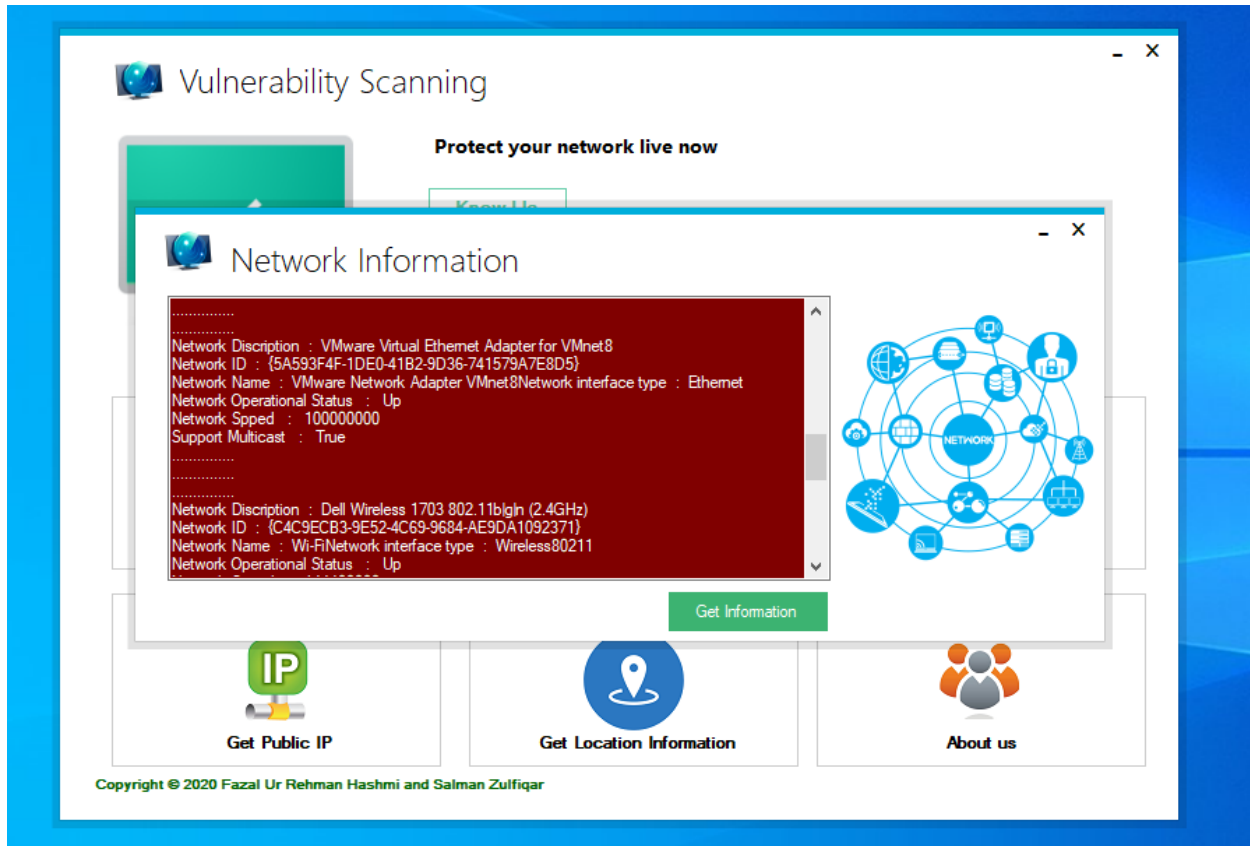 Vulnerability Scanning
Protect your network live now
Know Us
Network Information
...............
...............
Network Discription : VMware Virtual Ethernet Adapter for VMnet8
Network ID : {5A593F4F-1DE0-41B2-9D36-741579A7E8D5}
Network Name : VMware Network Adapter VMnet8Network interface type : Ethernet
Network Operational Status : Up
Network Spped : 100000000
Support Multicast : True
...............
...............
...............
Network Discription : Dell Wireless 1703 802.11b|g|n (2.4GHz)
Network ID : {C4C9ECB3-9E52-4C69-9684-AE9DA1092371}
Network Name : Wi-FiNetwork interface type : Wireless80211
Network Operational Status : Up
NETWORK
Get Information
IP
Get Public IP
Get Location Information
About us
Copyright © 2020 Fazal Ur Rehman Hashmi and Salman Zulfiqar